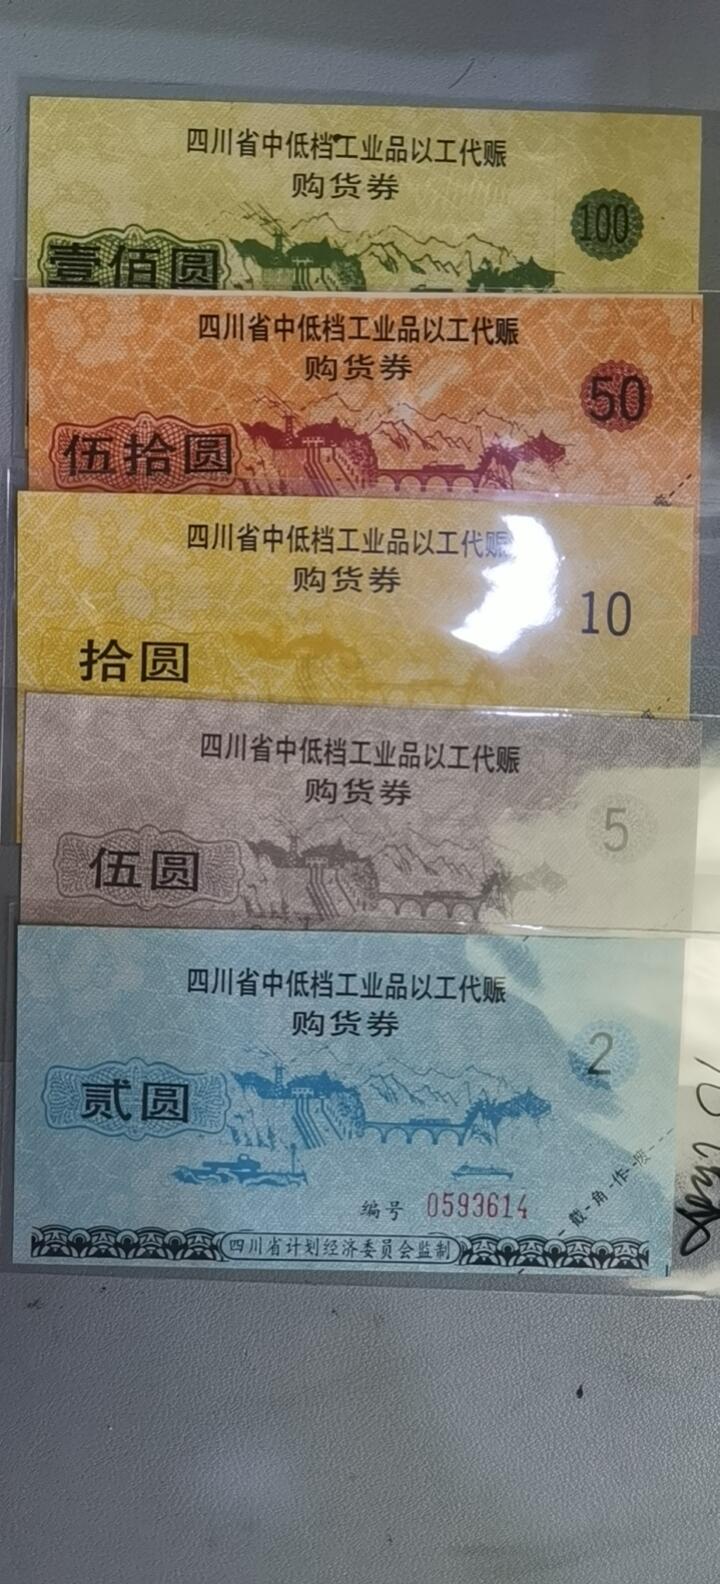 四川省中低档工业品以工代赈
购货券
100
壹佰圆
四川省中低档工业品以工代赈
购货券
50
伍拾圆
四川省中低档工业品以工代赈
购货券
10
拾圆
四川省中低档工业品以工代赈
购货券
5
伍圆
四川省中低档工业品以工代赈
购货券
2
贰圆
编号 0593614
截角作废
四川省计划经济委员会监制